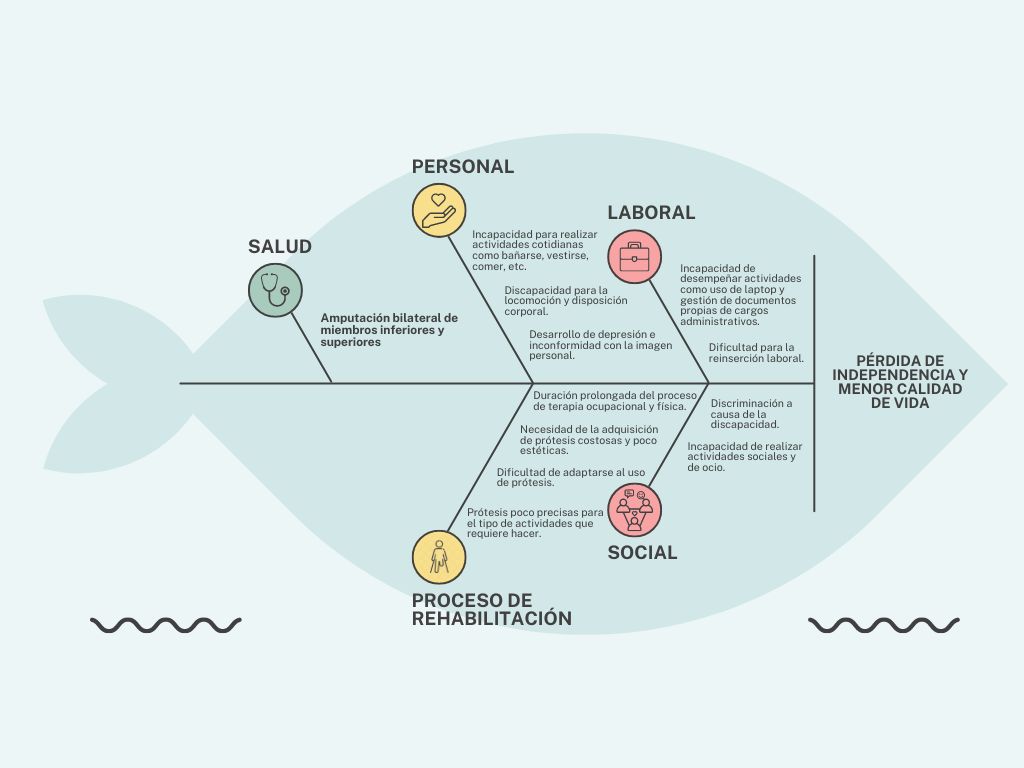 PERSONAL
Incapacidad para realizar
actividades cotidianas
como bañarse, vestirse,
comer, etc.
Discapacidad para la
locomoción y disposición
corporal.
Desarrollo de depresión e
inconformidad con la imagen
personal.
LABORAL
Incapacidad de
desempeñar actividades
como uso de laptop y
gestión de documentos
propias de cargos
administrativos.
Dificultad para la
reinserción laboral.
SALUD
Amputación bilateral de
miembros inferiores y
superiores
PÉRDIDA DE
INDEPENDENCIA Y
MENOR CALIDAD
DE VIDA
Duración prolongada del proceso
de terapia ocupacional y física.
Necesidad de la adquisición
de prótesis costosas y poco
estéticas.
Dificultad de adaptarse al uso
de prótesis.
Prótesis poco precisas para
el tipo de actividades que
requiere hacer.
PROCESO DE
REHABILITACIÓN
Discriminación a
causa de la
discapacidad.
Incapacidad de realizar
actividades sociales y
de ocio.
SOCIAL